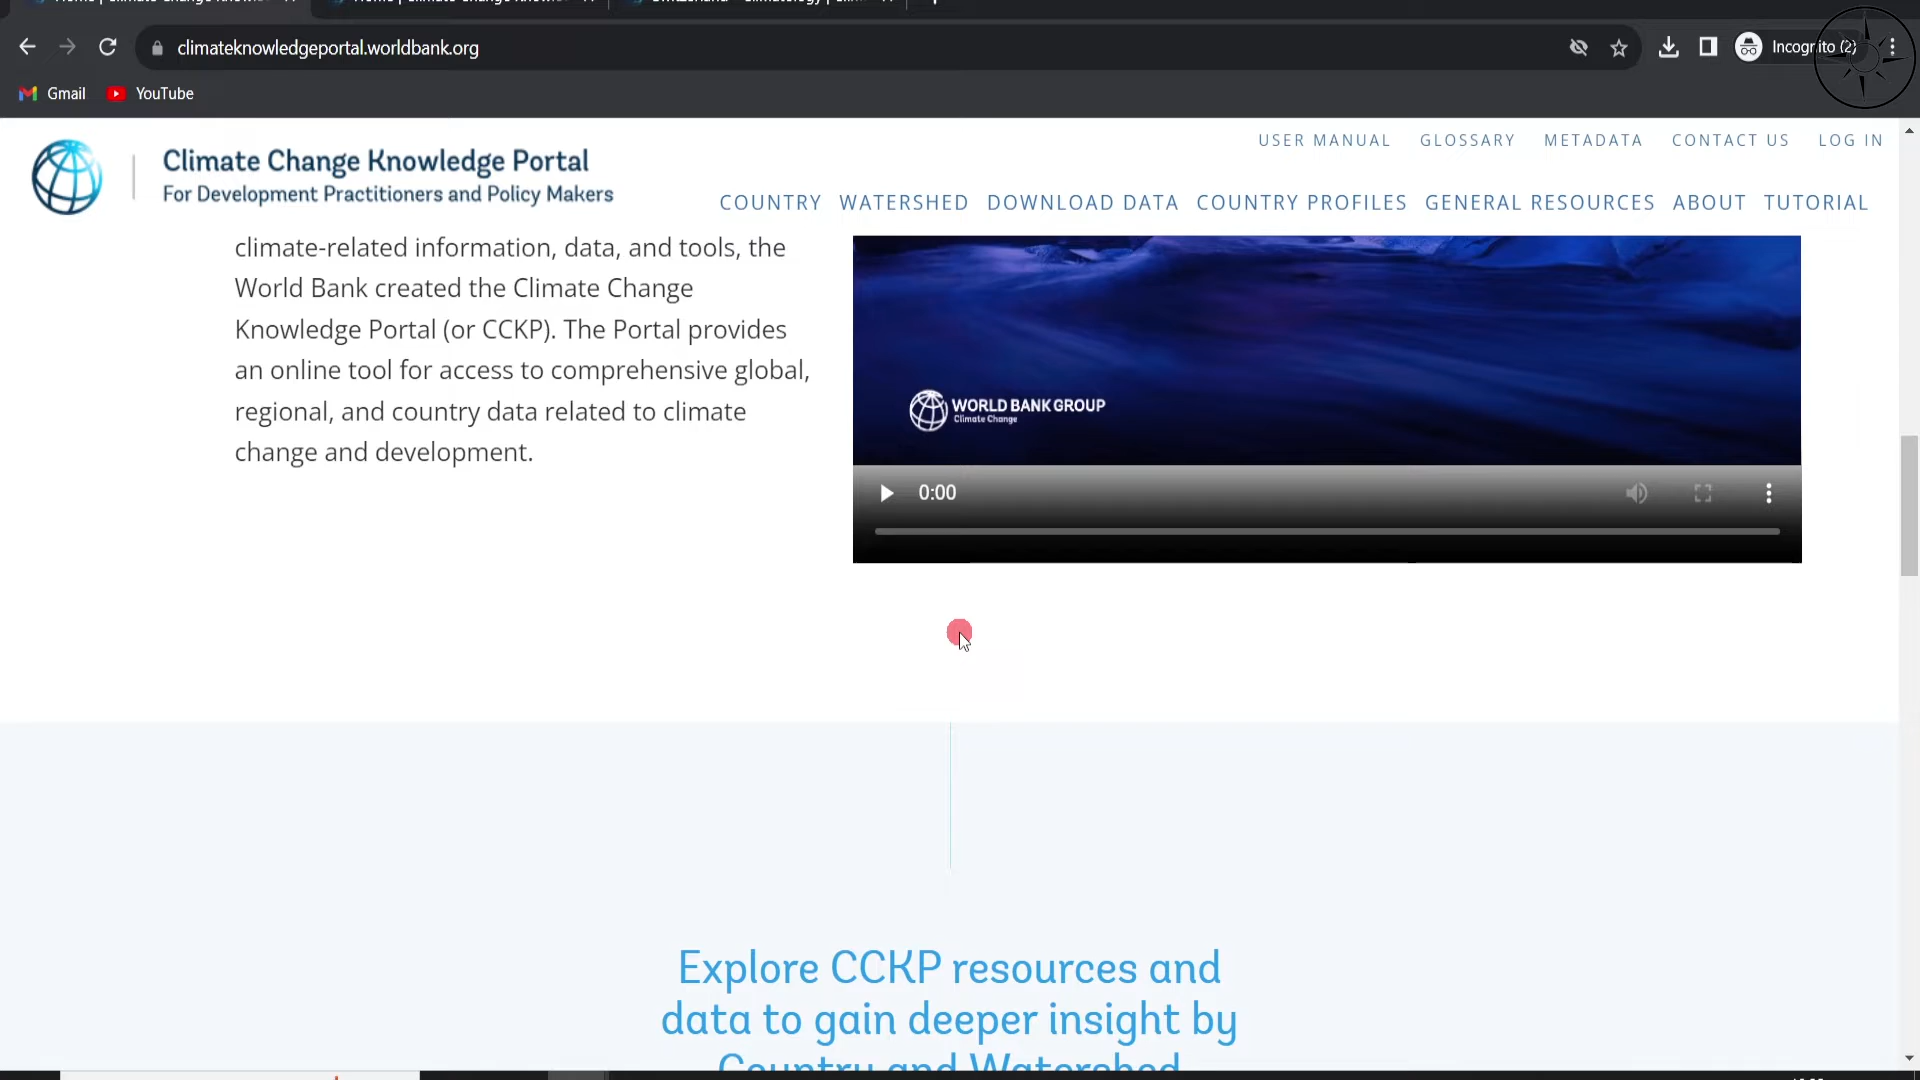 climateknowledgeportal.worldbank.org
Incognito (2)
Gmail
YouTube
USER MANUAL
GLOSSARY
METADATA
CONTACT US
LOG IN
Climate Change Knowledge Portal
For Development Practitioners and Policy Makers
COUNTRY
WATERSHED
DOWNLOAD DATA
COUNTRY PROFILES
GENERAL RESOURCES
ABOUT
TUTORIAL
climate-related information, data, and tools, the
World Bank created the Climate Change
Knowledge Portal (or CCKP). The Portal provides
an online tool for access to comprehensive global,
regional, and country data related to climate
change and development.
WORLD BANK GROUP
Climate Change
0:00
Explore CCKP resources and
data to gain deeper insight by
Country and Watershed